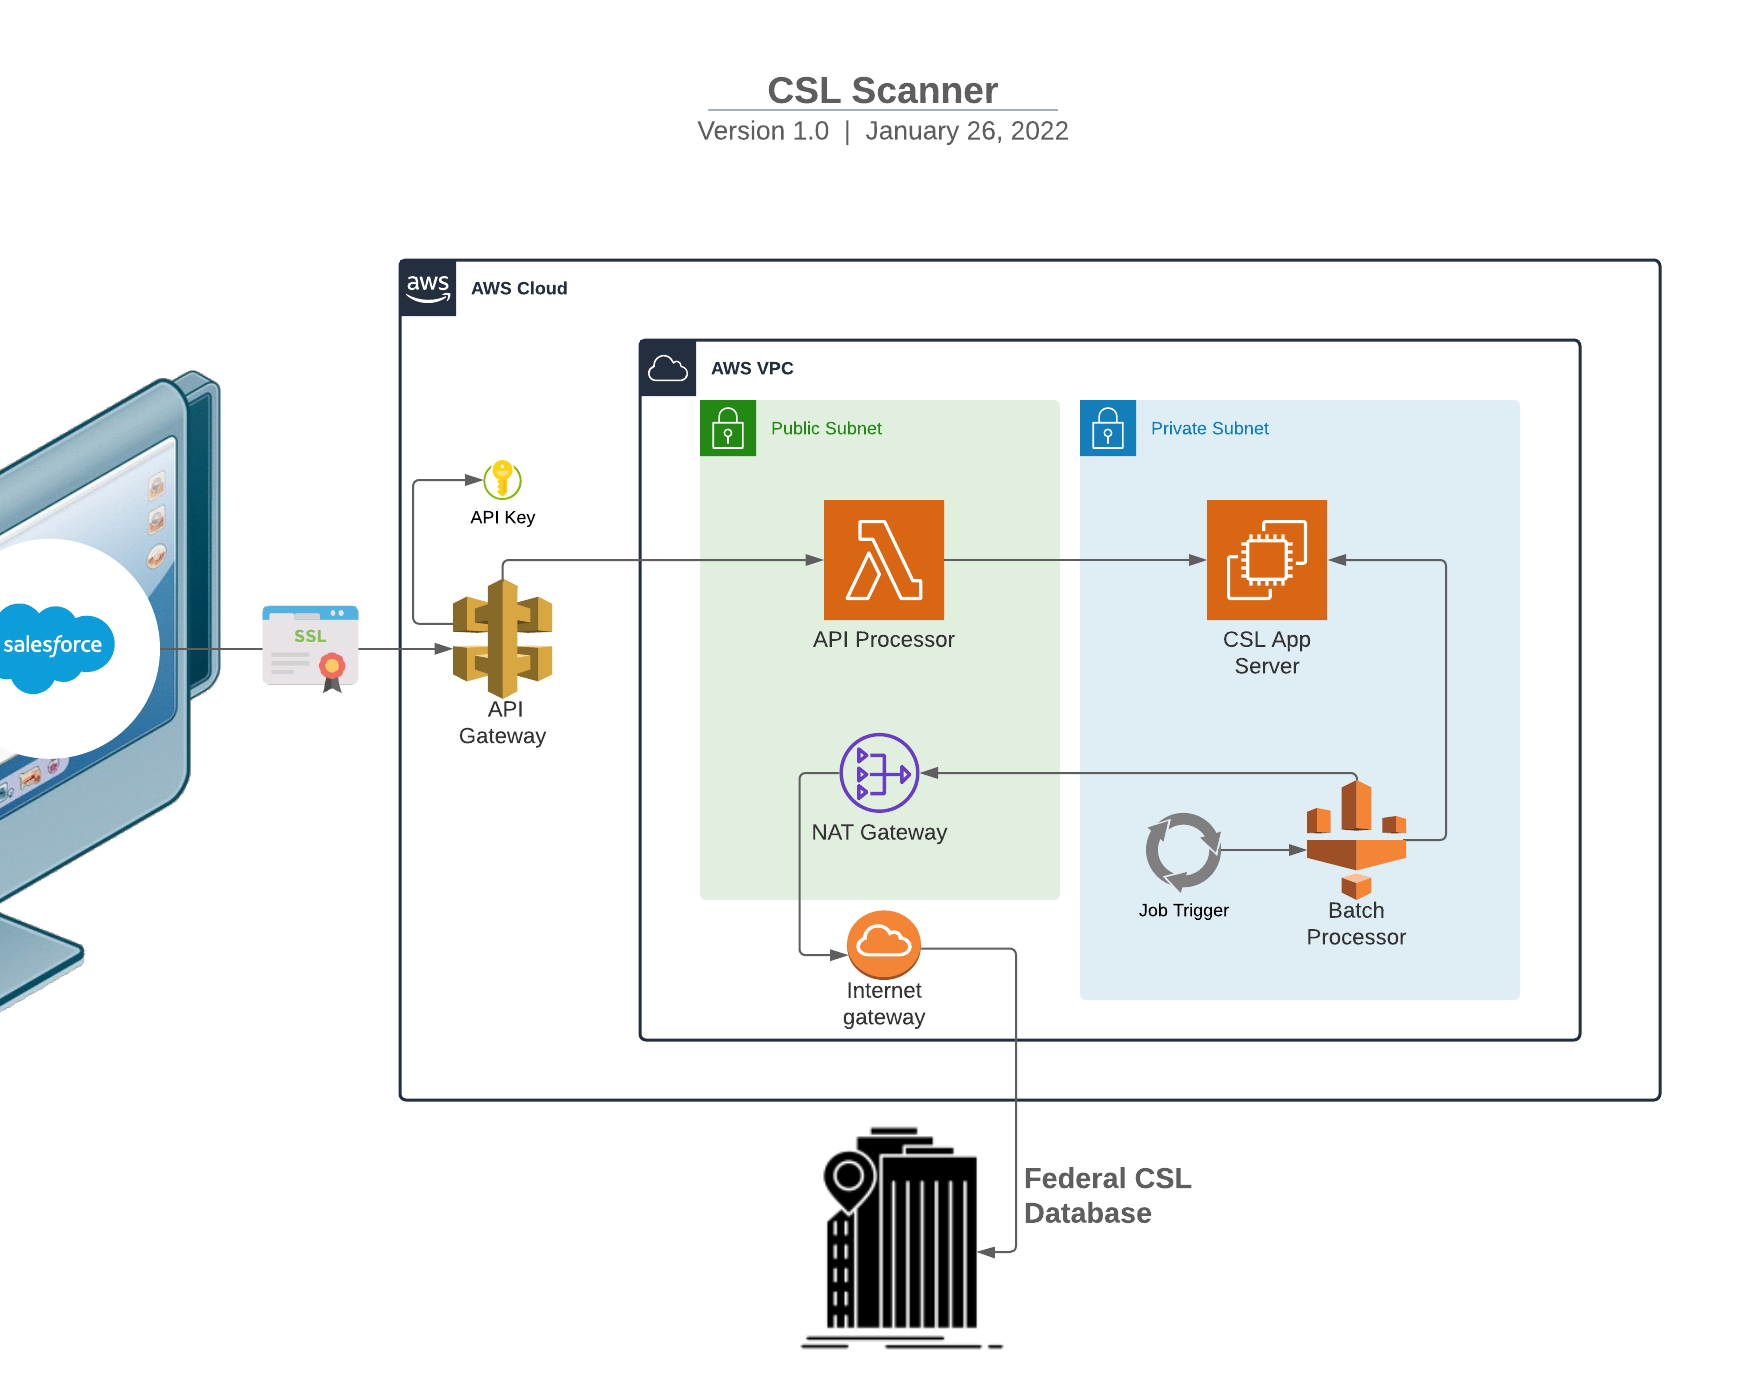 CSL Scanner
Version 1.0 | January 26, 2022
aws
AWS Cloud
AWS VPC
Public Subnet
Private Subnet
API Key
salesforce
SSL
API Processor
CSL App
Server
API
Gateway
NAT Gateway
Job Trigger
Batch
Processor
Internet
gateway
Federal CSL
Database